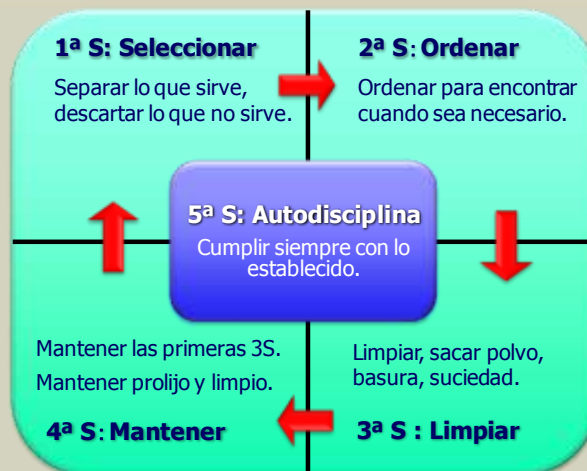 1ª S: Seleccionar
Separar lo que sirve,
descartar lo que no sirve.
2ª S: Ordenar
Ordenar para encontrar
cuando sea necesario.
5ª S: Autodisciplina
Cumplir siempre con lo
establecido.
Mantener las primeras 3S.
Mantener prolijo y limpio.
4ª S: Mantener
Limpiar, sacar polvo,
basura, suciedad.
3ª S : Limpiar